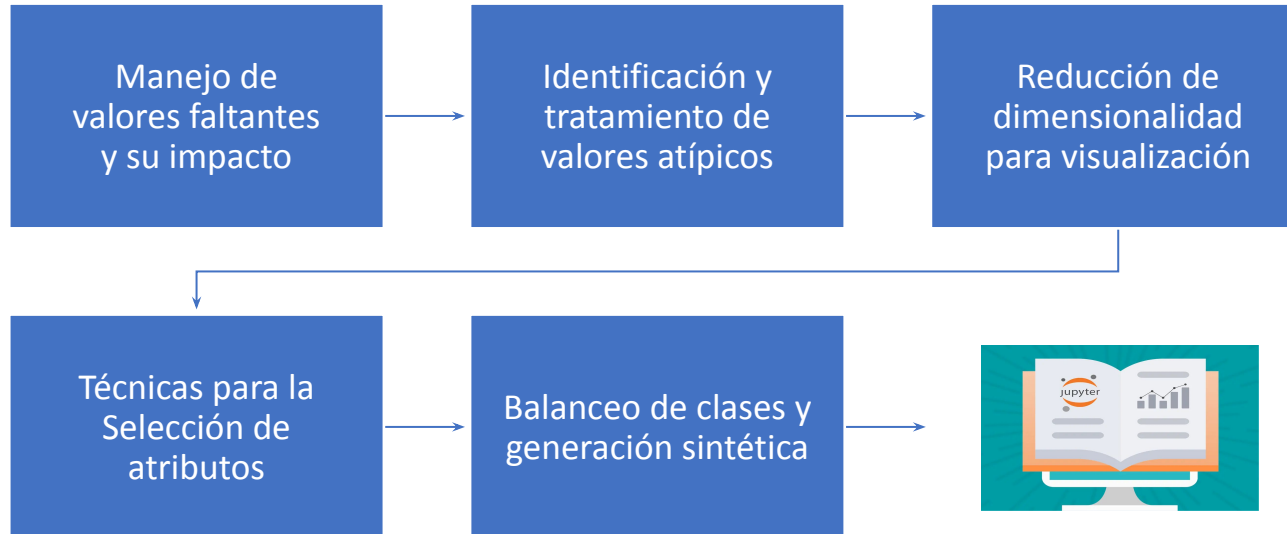 Manejo de
valores faltantes
y su impacto
Identificación y
tratamiento de
valores atípicos
Reducción de
dimensionalidad
para visualización
Técnicas para la
Selección de
atributos
Balanceo de clases y
generación sintética
jupyter